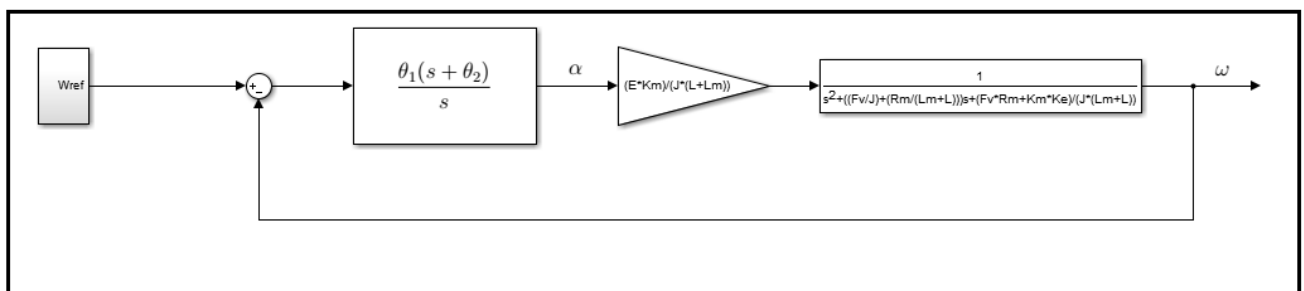 Wref
+
-
θ₁(s + θ₂)
s
α
(E*Km)/(J*(L+Lm))
1
s²+((Fv/J)+(Rm/(Lm+L)))s+(Fv*Rm+Km*Ke)/(J*(Lm+L))
ω